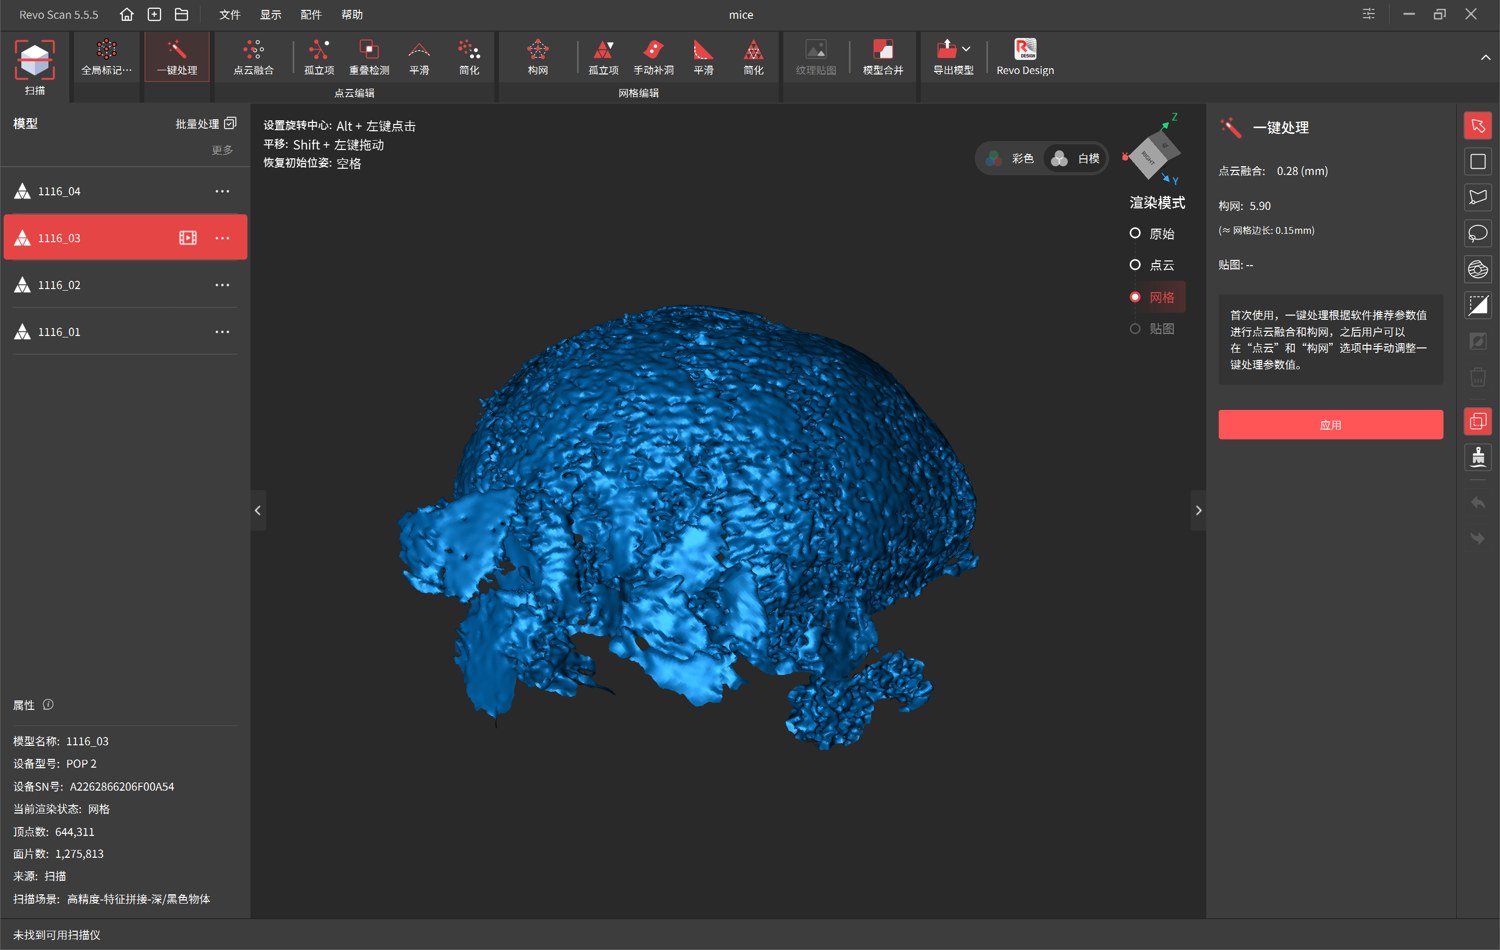 Revo Scan 5.5.5
文件
显示
配件
帮助
mice
扫描
全局标记…
一键处理
点云融合
孤立项
重叠检测
平滑
简化
点云编辑
构网
孤立项
手动补洞
平滑
简化
网格编辑
纹理贴图
模型合并
导出模型
Revo Design
模型
批量处理
更多
1116_04
1116_03
1116_02
1116_01
属性
模型名称: 1116_03
设备型号: POP 2
设备SN号: A2262866206F00A54
当前渲染状态: 网格
顶点数: 644,311
面片数: 1,275,813
来源: 扫描
扫描场景: 高精度-特征拼接-深/黑色物体
未找到可用扫描仪
设置旋转中心: Alt + 左键点击
平移: Shift + 左键拖动
恢复初始位姿: 空格
彩色
白模
Z
X
Y
RIGHT
渲染模式
原始
点云
网格
贴图
一键处理
点云融合: 0.28 (mm)
构网: 5.90
(≈ 网格边长: 0.15mm)
贴图: --
首次使用，一键处理根据软件推荐参数值
进行点云融合和构网，之后用户可以
在“点云”和“构网”选项中手动调整一
键处理参数值。
应用